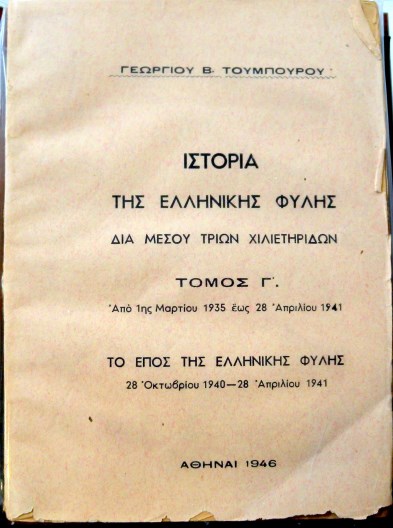 ΓΕΩΡΓΙΟΥ Β. ΤΟΥΜΠΟΥΡΟΥ
ΙΣΤΟΡΙΑ
ΤΗΣ ΕΛΛΗΝΙΚΗΣ ΦΥΛΗΣ
ΔΙΑ ΜΕΣΟΥ ΤΡΙΩΝ ΧΙΛΙΕΤΗΡΙΔΩΝ
ΤΟΜΟΣ Γ΄.
Ἀπό 1ης Μαρτίου 1935 ἕως 28 Ἀπριλίου 1941
ΤΟ ΕΠΟΣ ΤΗΣ ΕΛΛΗΝΙΚΗΣ ΦΥΛΗΣ
28 Ὀκτωβρίου 1940—28 Ἀπριλίου 1941
ΑΘΗΝΑΙ 1946